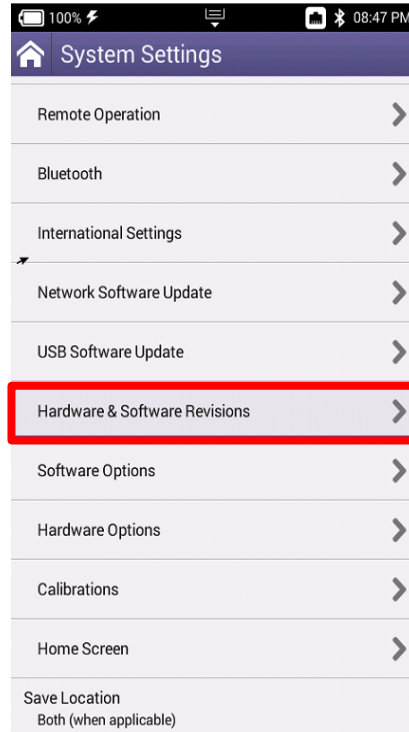 100% 08:47 PM
System Settings
Remote Operation
Bluetooth
International Settings
Network Software Update
USB Software Update
Hardware & Software Revisions
Software Options
Hardware Options
Calibrations
Home Screen
Save Location
Both (when applicable)